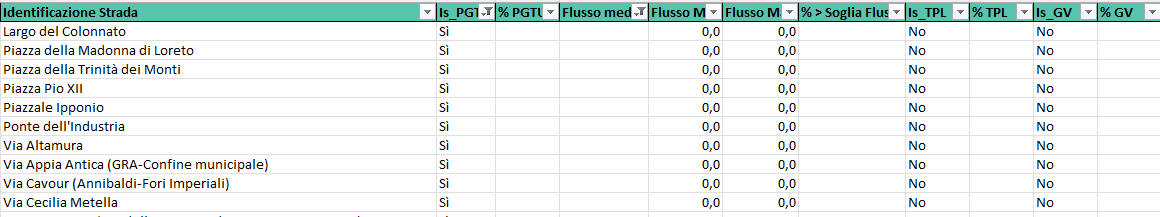 Identificazione Strada Is_PGT % PGTU Flusso med Flusso M Flusso Ma % > Soglia Flus Is_TPL % TPL Is_GV % GV
Largo del Colonnato Sì 0,0 0,0 No No
Piazza della Madonna di Loreto Sì 0,0 0,0 No No
Piazza della Trinità dei Monti Sì 0,0 0,0 No No
Piazza Pio XII Sì 0,0 0,0 No No
Piazzale Ipponio Sì 0,0 0,0 No No
Ponte dell'Industria Sì 0,0 0,0 No No
Via Altamura Sì 0,0 0,0 No No
Via Appia Antica (GRA-Confine municipale) Sì 0,0 0,0 No No
Via Cavour (Annibaldi-Fori Imperiali) Sì 0,0 0,0 No No
Via Cecilia Metella Sì 0,0 0,0 No No